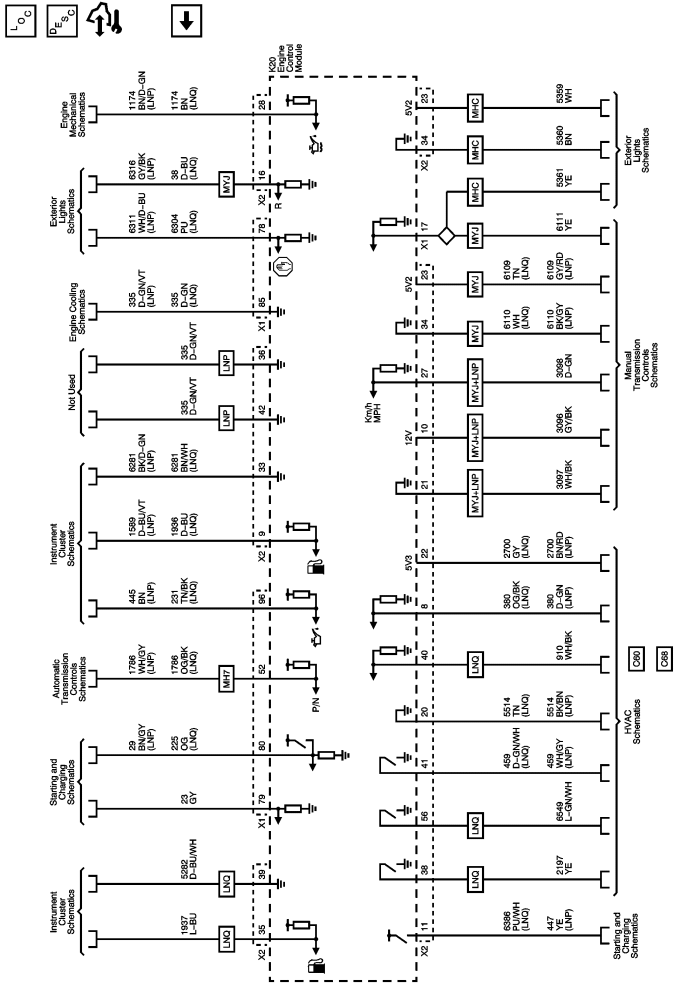 L O C
D E S C
K20
Engine
Control
Module
Engine
Mechanical
Schematics
1174
BN/D-GN
(LNP)
1174
BN
(LNQ)
28
Exterior
Lights
Schematics
6316
GY/BK
(LNP)
38
D-BU
(LNQ)
MYJ
16
X2
R
6311
WH/D-BU
(LNP)
6304
PU
(LNQ)
78
Engine Cooling
Schematics
335
D-GN/VT
(LNP)
335
D-GN
(LNQ)
85
X1
Not Used
335
D-GN/VT
LNP
36
335
D-GN/VT
LNP
42
Instrument
Cluster
Schematics
6281
BK/D-GN
(LNP)
6281
BN/WH
(LNQ)
33
1589
D-BU/VT
(LNP)
1936
D-BU
(LNQ)
9
X2
445
BN
(LNP)
231
TN/BK
(LNQ)
96
Automatic
Transmission
Controls
Schematics
1786
WH/GY
(LNP)
1786
OG/BK
(LNQ)
MH7
52
P/N
Starting and
Charging
Schematics
29
BN/GY
(LNP)
225
OG
(LNQ)
80
23
GY
79
X1
Instrument
Cluster
Schematics
5282
D-BU/WH
LNQ
39
1937
L-BU
LNQ
35
X2
5V2
23
MHC
5359
WH
34
X2
MHC
5360
BN
MHC
5361
YE
Exterior
Lights
Schematics
17
X1
MYJ
6111
YE
5V2
23
MYJ
6109
TN
(LNQ)
6109
GY/RD
(LNP)
34
MYJ
6110
WH
(LNQ)
6110
BK/GY
(LNP)
Km/h
MPH
27
MYJ+LNP
3098
D-GN
12V
10
MYJ+LNP
3096
GY/BK
21
MYJ+LNP
3097
WH/BK
Manual
Transmission
Controls
Schematics
5V3
22
2700
GY
(LNQ)
2700
BN/RD
(LNP)
8
380
OG/BK
(LNQ)
380
D-GN
(LNP)
40
LNQ
910
WH/BK
20
5514
TN
(LNQ)
5514
BK/BN
(LNP)
41
459
D-GN/WH
(LNQ)
459
WH/GY
(LNP)
56
LNQ
6549
L-GN/WH
38
LNQ
2197
YE
HVAC
Schematics
C60
C68
11
X2
6386
PU/WH
(LNQ)
447
YE
(LNP)
Starting and
Charging
Schematics